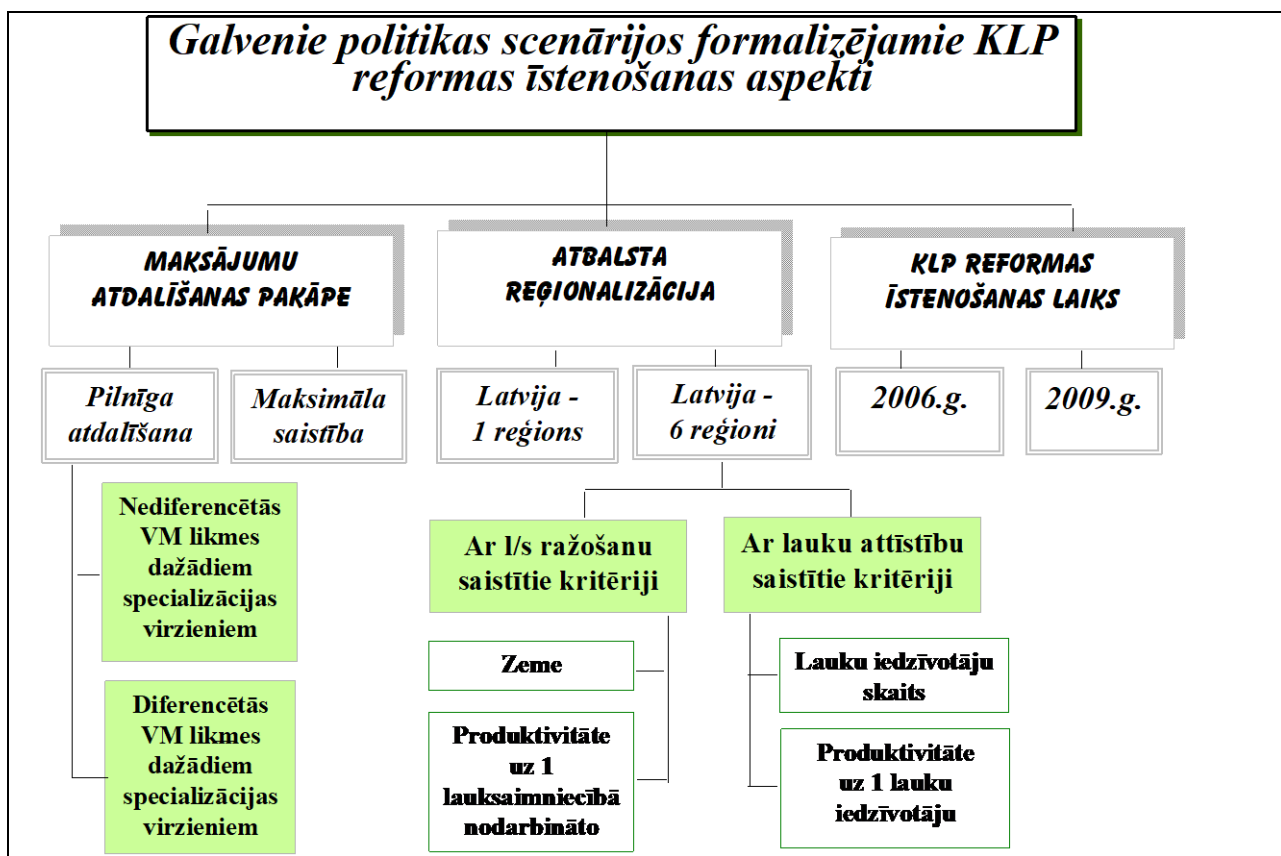 Galvenie politikas scenārijos formalizējamie KLP
reformas īstenošanas aspekti
MAKSĀJUMU
ATDALĪŠANAS PAKĀPE
ATBALSTA
REĢIONALIZĀCIJA
KLP REFORMAS
ĪSTENOŠANAS LAIKS
Pilnīga
atdalīšana
Maksimāla
saistība
Latvija -
1 reģions
Latvija -
6 reģioni
2006.g.
2009.g.
Nediferencētās
VM likmes
dažādiem
specializācijas
virzieniem
Diferencētās
VM likmes
dažādiem
specializācijas
virzieniem
Ar l/s ražošanu
saistītie kritēriji
Zeme
Produktivitāte
uz 1
lauksaimniecībā
nodarbināto
Ar lauku attīstību
saistītie kritēriji
Lauku iedzīvotāju
skaits
Produktivitāte
uz 1 lauku
iedzīvotāju